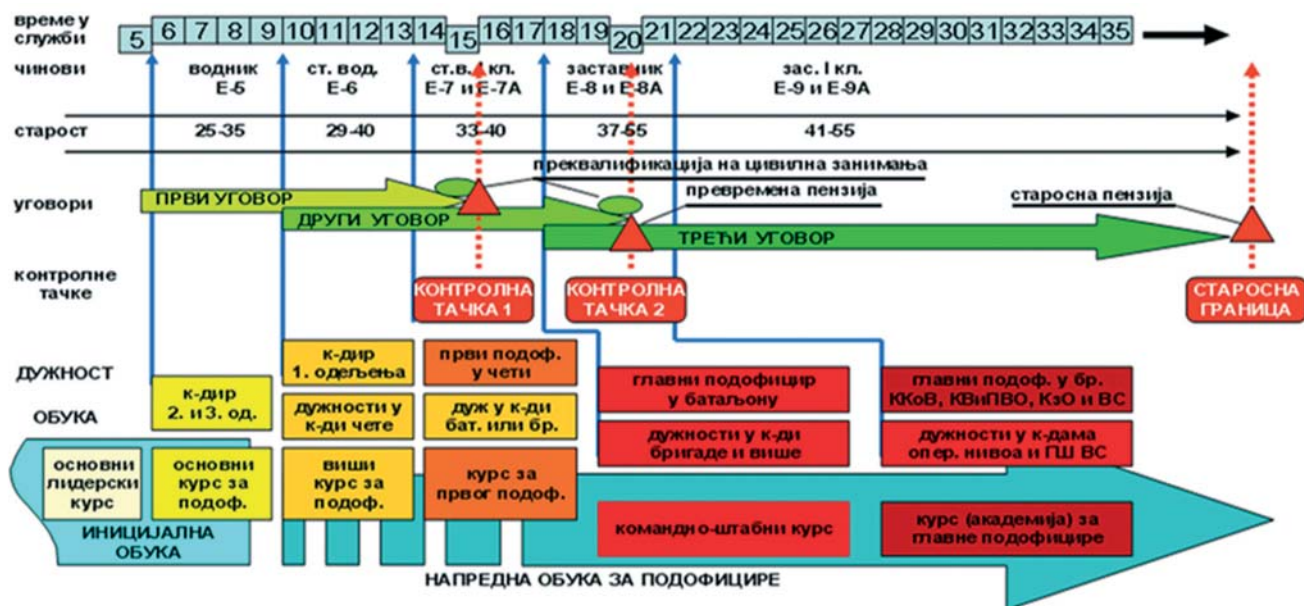 време у
служби
5 6 7 8 9 10 11 12 13 14 15 16 17 18 19 20 21 22 23 24 25 26 27 28 29 30 31 32 33 34 35
чинови
водник
Е-5
ст. вод.
Е-6
ст.в. I кл.
Е-7 и Е-7А
заставник
Е-8 и Е-8А
зас. I кл.
Е-9 и Е-9А
старост
25-35
29-40
33-40
37-55
41-55
уговори
ПРВИ УГОВОР
ДРУГИ УГОВОР
ТРЕЋИ УГОВОР
преквалификација на цивилна занимања
превремена пензија
старосна пензија
контролне
тачке
КОНТРОЛНА
ТАЧКА 1
КОНТРОЛНА
ТАЧКА 2
СТАРОСНА
ГРАНИЦА
ДУЖНОСТ
ОБУКА
к-дир
2. и 3. од.
к-дир
1. одељења
дужности у
к-ди чете
први подоф.
у чети
дуж у к-ди
бат. или бр.
главни подофицир
у батаљону
дужности у к-ди
бригаде и више
главни подоф. у бр.
ККоВ, КВиПВО, КзО и ВС
дужности у к-дама
опер. нивоа и ГШ ВС
основни
лидерски
курс
основни
курс за
подоф.
виши
курс за
подоф.
курс за
првог подоф.
командно-штабни курс
курс (академија) за
главне подофицире
ИНИЦИЈАЛНА
ОБУКА
НАПРЕДНА ОБУКА ЗА ПОДОФИЦИРЕ